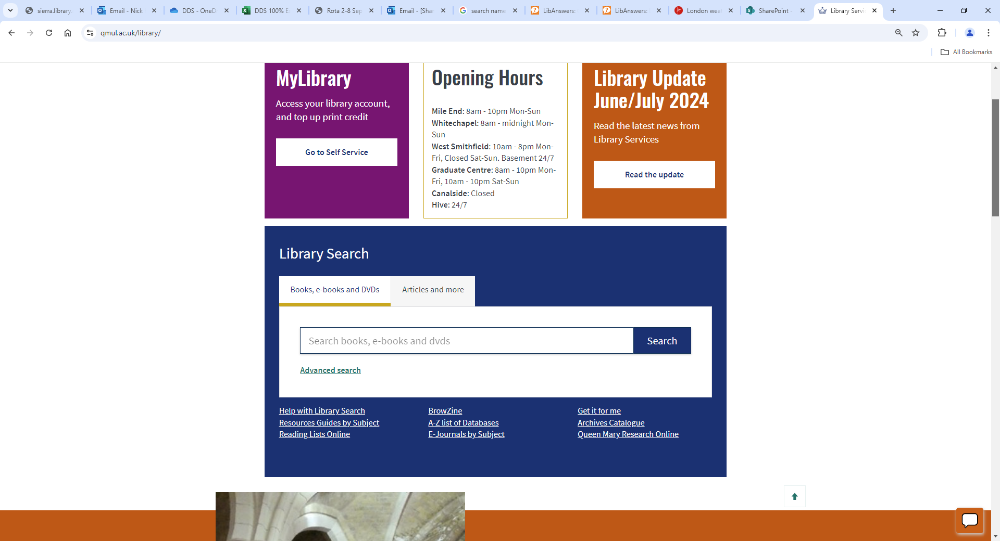 sierra.library.
Email - Nick
DDS - OneDr
DDS 100% E
Rota 2-8 Sep
Email - [Shar
search name
LibAnswers:
LibAnswers:
London weat
SharePoint -
Library Servi
qmul.ac.uk/library/
All Bookmarks
MyLibrary
Access your library account,
and top up print credit
Go to Self Service
Opening Hours
Mile End: 8am - 10pm Mon-Sun
Whitechapel: 8am - midnight Mon-
Sun
West Smithfield: 10am - 8pm Mon-
Fri, Closed Sat-Sun. Basement 24/7
Graduate Centre: 8am - 10pm Mon-
Fri, 10am - 10pm Sat-Sun
Canalside: Closed
Hive: 24/7
Library Update
June/July 2024
Read the latest news from
Library Services
Read the update
Library Search
Books, e-books and DVDs
Articles and more
Search books, e-books and dvds
Search
Advanced search
Help with Library Search
Resources Guides by Subject
Reading Lists Online
BrowZine
A-Z list of Databases
E-Journals by Subject
Get it for me
Archives Catalogue
Queen Mary Research Online